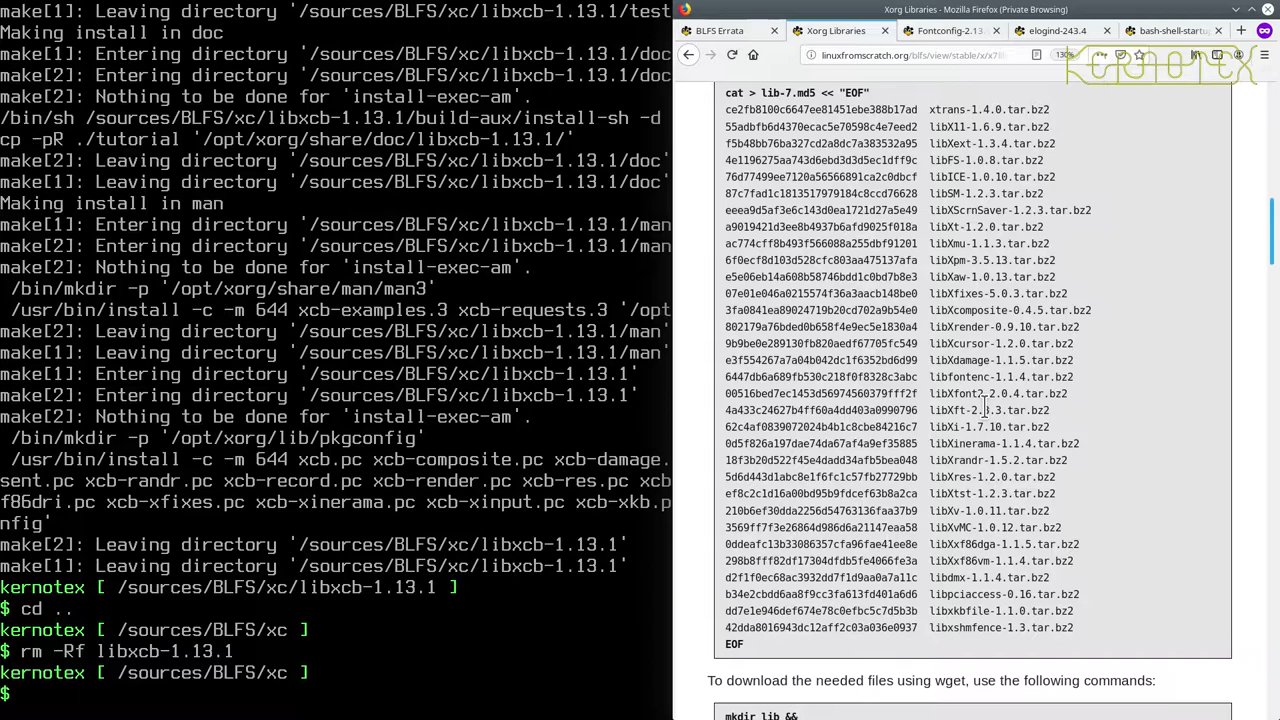 make[1]: Leaving directory '/sources/BLFS/xc/libxcb-1.13.1/test
Making install in doc
make[1]: Entering directory '/sources/BLFS/xc/libxcb-1.13.1/doc'
make[2]: Entering directory '/sources/BLFS/xc/libxcb-1.13.1/doc'
make[2]: Nothing to be done for 'install-exec-am'.
/bin/sh /sources/BLFS/xc/libxcb-1.13.1/build-aux/install-sh -d
cp -pR ./tutorial '/opt/xorg/share/doc/libxcb-1.13.1/'
make[2]: Leaving directory '/sources/BLFS/xc/libxcb-1.13.1/doc'
make[1]: Leaving directory '/sources/BLFS/xc/libxcb-1.13.1/doc'
Making install in man
make[1]: Entering directory '/sources/BLFS/xc/libxcb-1.13.1/man
make[2]: Entering directory '/sources/BLFS/xc/libxcb-1.13.1/man
make[2]: Nothing to be done for 'install-exec-am'.
/bin/mkdir -p '/opt/xorg/share/man/man3'
/usr/bin/install -c -m 644 xcb-examples.3 xcb-requests.3 '/opt
make[2]: Leaving directory '/sources/BLFS/xc/libxcb-1.13.1/man'
make[1]: Leaving directory '/sources/BLFS/xc/libxcb-1.13.1/man'
make[1]: Entering directory '/sources/BLFS/xc/libxcb-1.13.1'
make[2]: Entering directory '/sources/BLFS/xc/libxcb-1.13.1'
make[2]: Nothing to be done for 'install-exec-am'.
/bin/mkdir -p '/opt/xorg/lib/pkgconfig'
/usr/bin/install -c -m 644 xcb.pc xcb-composite.pc xcb-damage.
sent.pc xcb-randr.pc xcb-record.pc xcb-render.pc xcb-res.pc xcb
f86dri.pc xcb-xfixes.pc xcb-xinerama.pc xcb-xinput.pc xcb-xkb.p
nfig'
make[2]: Leaving directory '/sources/BLFS/xc/libxcb-1.13.1'
make[1]: Leaving directory '/sources/BLFS/xc/libxcb-1.13.1'
kernotex [ /sources/BLFS/xc/libxcb-1.13.1 ]
$ cd ..
kernotex [ /sources/BLFS/xc ]
$ rm -Rf libxcb-1.13.1
kernotex [ /sources/BLFS/xc ]
$
Xorg Libraries - Mozilla Firefox (Private Browsing)
BLFS Errata
Xorg Libraries
Fontconfig-2.13
elogind-243.4
bash-shell-startu
linuxfromscratch.org/blfs/view/stable/x/x7l
130%
KERNOTEX
cat > lib-7.md5 << "EOF"
ce2fb8100c6647ee81451ebe388b17ad xtrans-1.4.0.tar.bz2
55adbfb6d4370ecac5e70598c4e7eed2 libX11-1.6.9.tar.bz2
f5b48bb76ba327cd2a8dc7a383532a95 libXext-1.3.4.tar.bz2
4e1196275aa743d6ebd3d3d5ec1dff9c libFS-1.0.8.tar.bz2
76d77499ee7120a56566891ca2c0dbcf libICE-1.0.10.tar.bz2
87c7fad1c1813517979184c8ccd76628 libSM-1.2.3.tar.bz2
eeea9d5af3e6c143d0ea1721d27a5e49 libXScrnSaver-1.2.3.tar.bz2
a9019421d3ee8b4937b6afd9025f018a libXt-1.2.0.tar.bz2
ac774cff8b493f566088a255dbf91201 libXmu-1.1.3.tar.bz2
6f0ecf8d103d528cfc803aa475137afa libXpm-3.5.13.tar.bz2
e5e06eb14a608b58746bdd1c0bd7b8e3 libXaw-1.0.13.tar.bz2
07e01e046a0215574f36a3aacb148be0 libXfixes-5.0.3.tar.bz2
3fa0841ea89024719b20cd702a9b54e0 libXcomposite-0.4.5.tar.bz2
802179a76bded0b658f4e9ec5e1830a4 libXrender-0.9.10.tar.bz2
9b9be0e289130fb820aedf67705fc549 libXcursor-1.2.0.tar.bz2
e3f554267a7a04b042dc1f6352bd6d99 libXdamage-1.1.5.tar.bz2
6447db6a689fb530c218f0f8328c3abc libfontenc-1.1.4.tar.bz2
00516bed7ec1453d56974560379fff2f libXfont2-2.0.4.tar.bz2
4a433c24627b4ff60a4dd403a0990796 libXft-2.3.3.tar.bz2
62c4af0839072024b4b1c8cbe84216c7 libXi-1.7.10.tar.bz2
0d5f826a197dae74da67af4a9ef35885 libXinerama-1.1.4.tar.bz2
18f3b20d522f45e4dadd34afb5bea048 libXrandr-1.5.2.tar.bz2
5d6d443d1abc8e1f6fc1c57fb27729bb libXres-1.2.0.tar.bz2
ef8c2c1d16a00bd95b9fdcef63b8a2ca libXtst-1.2.3.tar.bz2
210b6ef30dda2256d54763136faa37b9 libXv-1.0.11.tar.bz2
3569ff7f3e26864d986d6a21147eaa58 libXvMC-1.0.12.tar.bz2
0ddeafc13b33086357cfa96fae41ee8e libXxf86dga-1.1.5.tar.bz2
298b8fff82df17304dfdb5fe4066fe3a libXxf86vm-1.1.4.tar.bz2
d2f1f0ec68ac3932dd7f1d9aa0a7a11c libdmx-1.1.4.tar.bz2
b34e2cbdd6aa8f9cc3fa613fd401a6d6 libpciaccess-0.16.tar.bz2
dd7e1e946def674e78c0efbc5c7d5b3b libxkbfile-1.1.0.tar.bz2
42dda8016943dc12aff2c03a036e0937 libxshmfence-1.3.tar.bz2
EOF
To download the needed files using wget, use the following commands:
mkdir lib &&